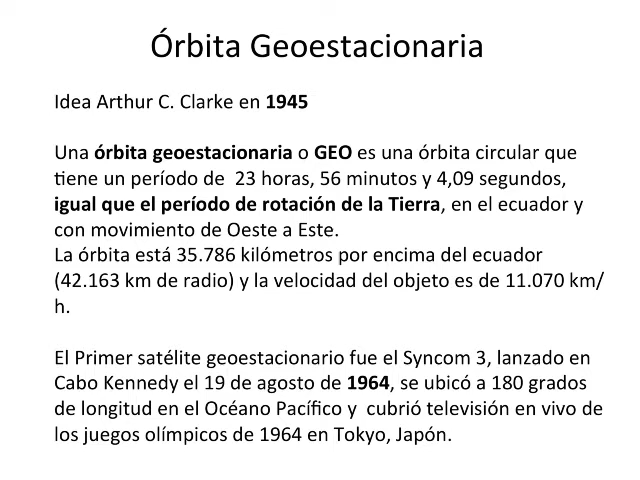 Órbita Geoestacionaria
Idea Arthur C. Clarke en 1945
Una órbita geoestacionaria o GEO es una órbita circular que
tiene un período de  23 horas, 56 minutos y 4,09 segundos,
igual que el período de rotación de la Tierra, en el ecuador y
con movimiento de Oeste a Este.
La órbita está 35.786 kilómetros por encima del ecuador
(42.163 km de radio) y la velocidad del objeto es de 11.070 km/
h.
El Primer satélite geoestacionario fue el Syncom 3, lanzado en
Cabo Kennedy el 19 de agosto de 1964, se ubicó a 180 grados
de longitud en el Océano Pacífico y  cubrió televisión en vivo de
los juegos olímpicos de 1964 en Tokyo, Japón.